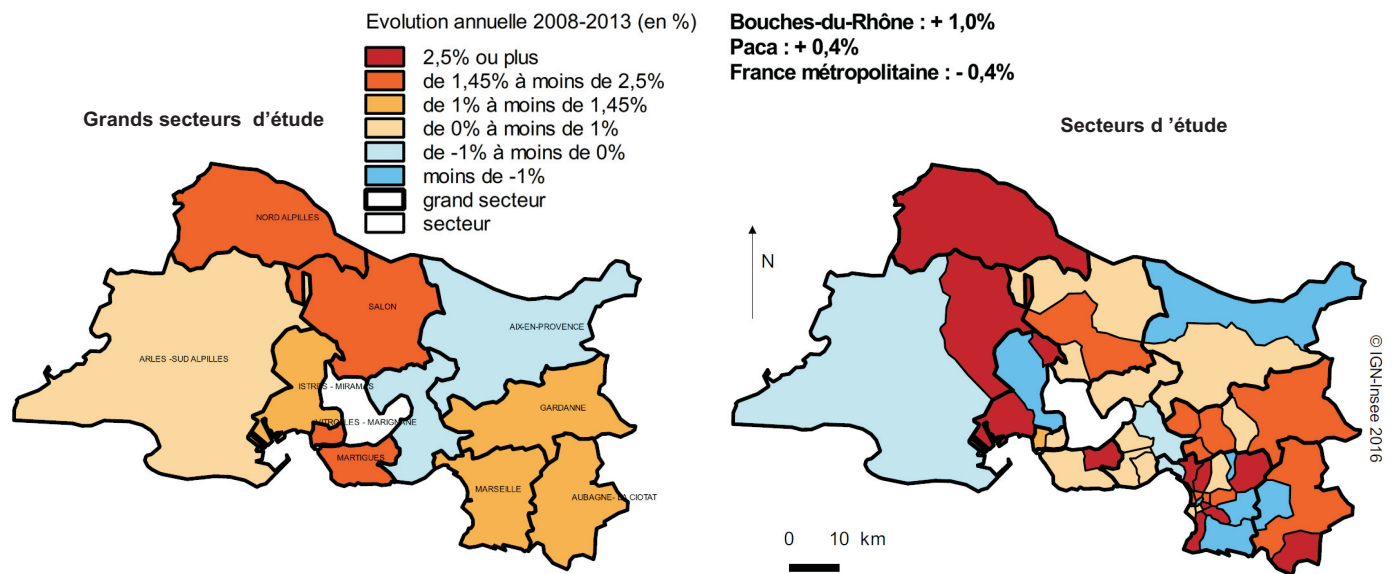 Evolution annuelle 2008-2013 (en %)
2,5% ou plus
de 1,45% à moins de 2,5%
de 1% à moins de 1,45%
de 0% à moins de 1%
de -1% à moins de 0%
moins de -1%
grand secteur
secteur
Bouches-du-Rhône : + 1,0%
Paca : + 0,4%
France métropolitaine : - 0,4%
Grands secteurs d'étude
NORD ALPILLES
SALON
AIX-EN-PROVENCE
ARLES -SUD ALPILLES
ISTRES - MIRAMAS
VITROLLES - MARIGNANE
GARDANNE
MARTIGUES
MARSEILLE
AUBAGNE- LA CIOTAT
Secteurs d 'étude
N
0 10 km
© IGN-Insee 2016